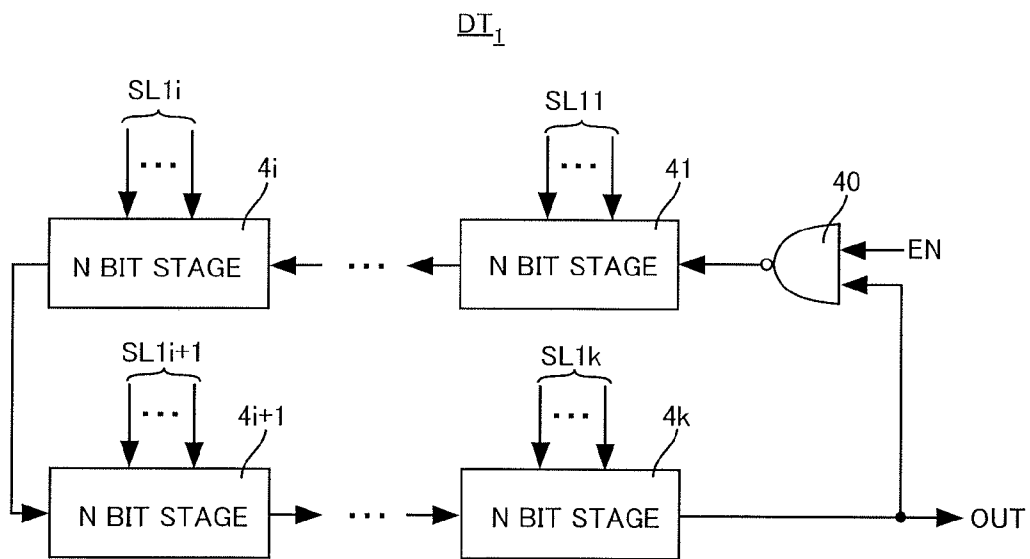 DT1
SL1i
SL11
4i
41
40
N BIT STAGE
N BIT STAGE
EN
SL1i+1
SL1k
4i+1
4k
N BIT STAGE
N BIT STAGE
OUT